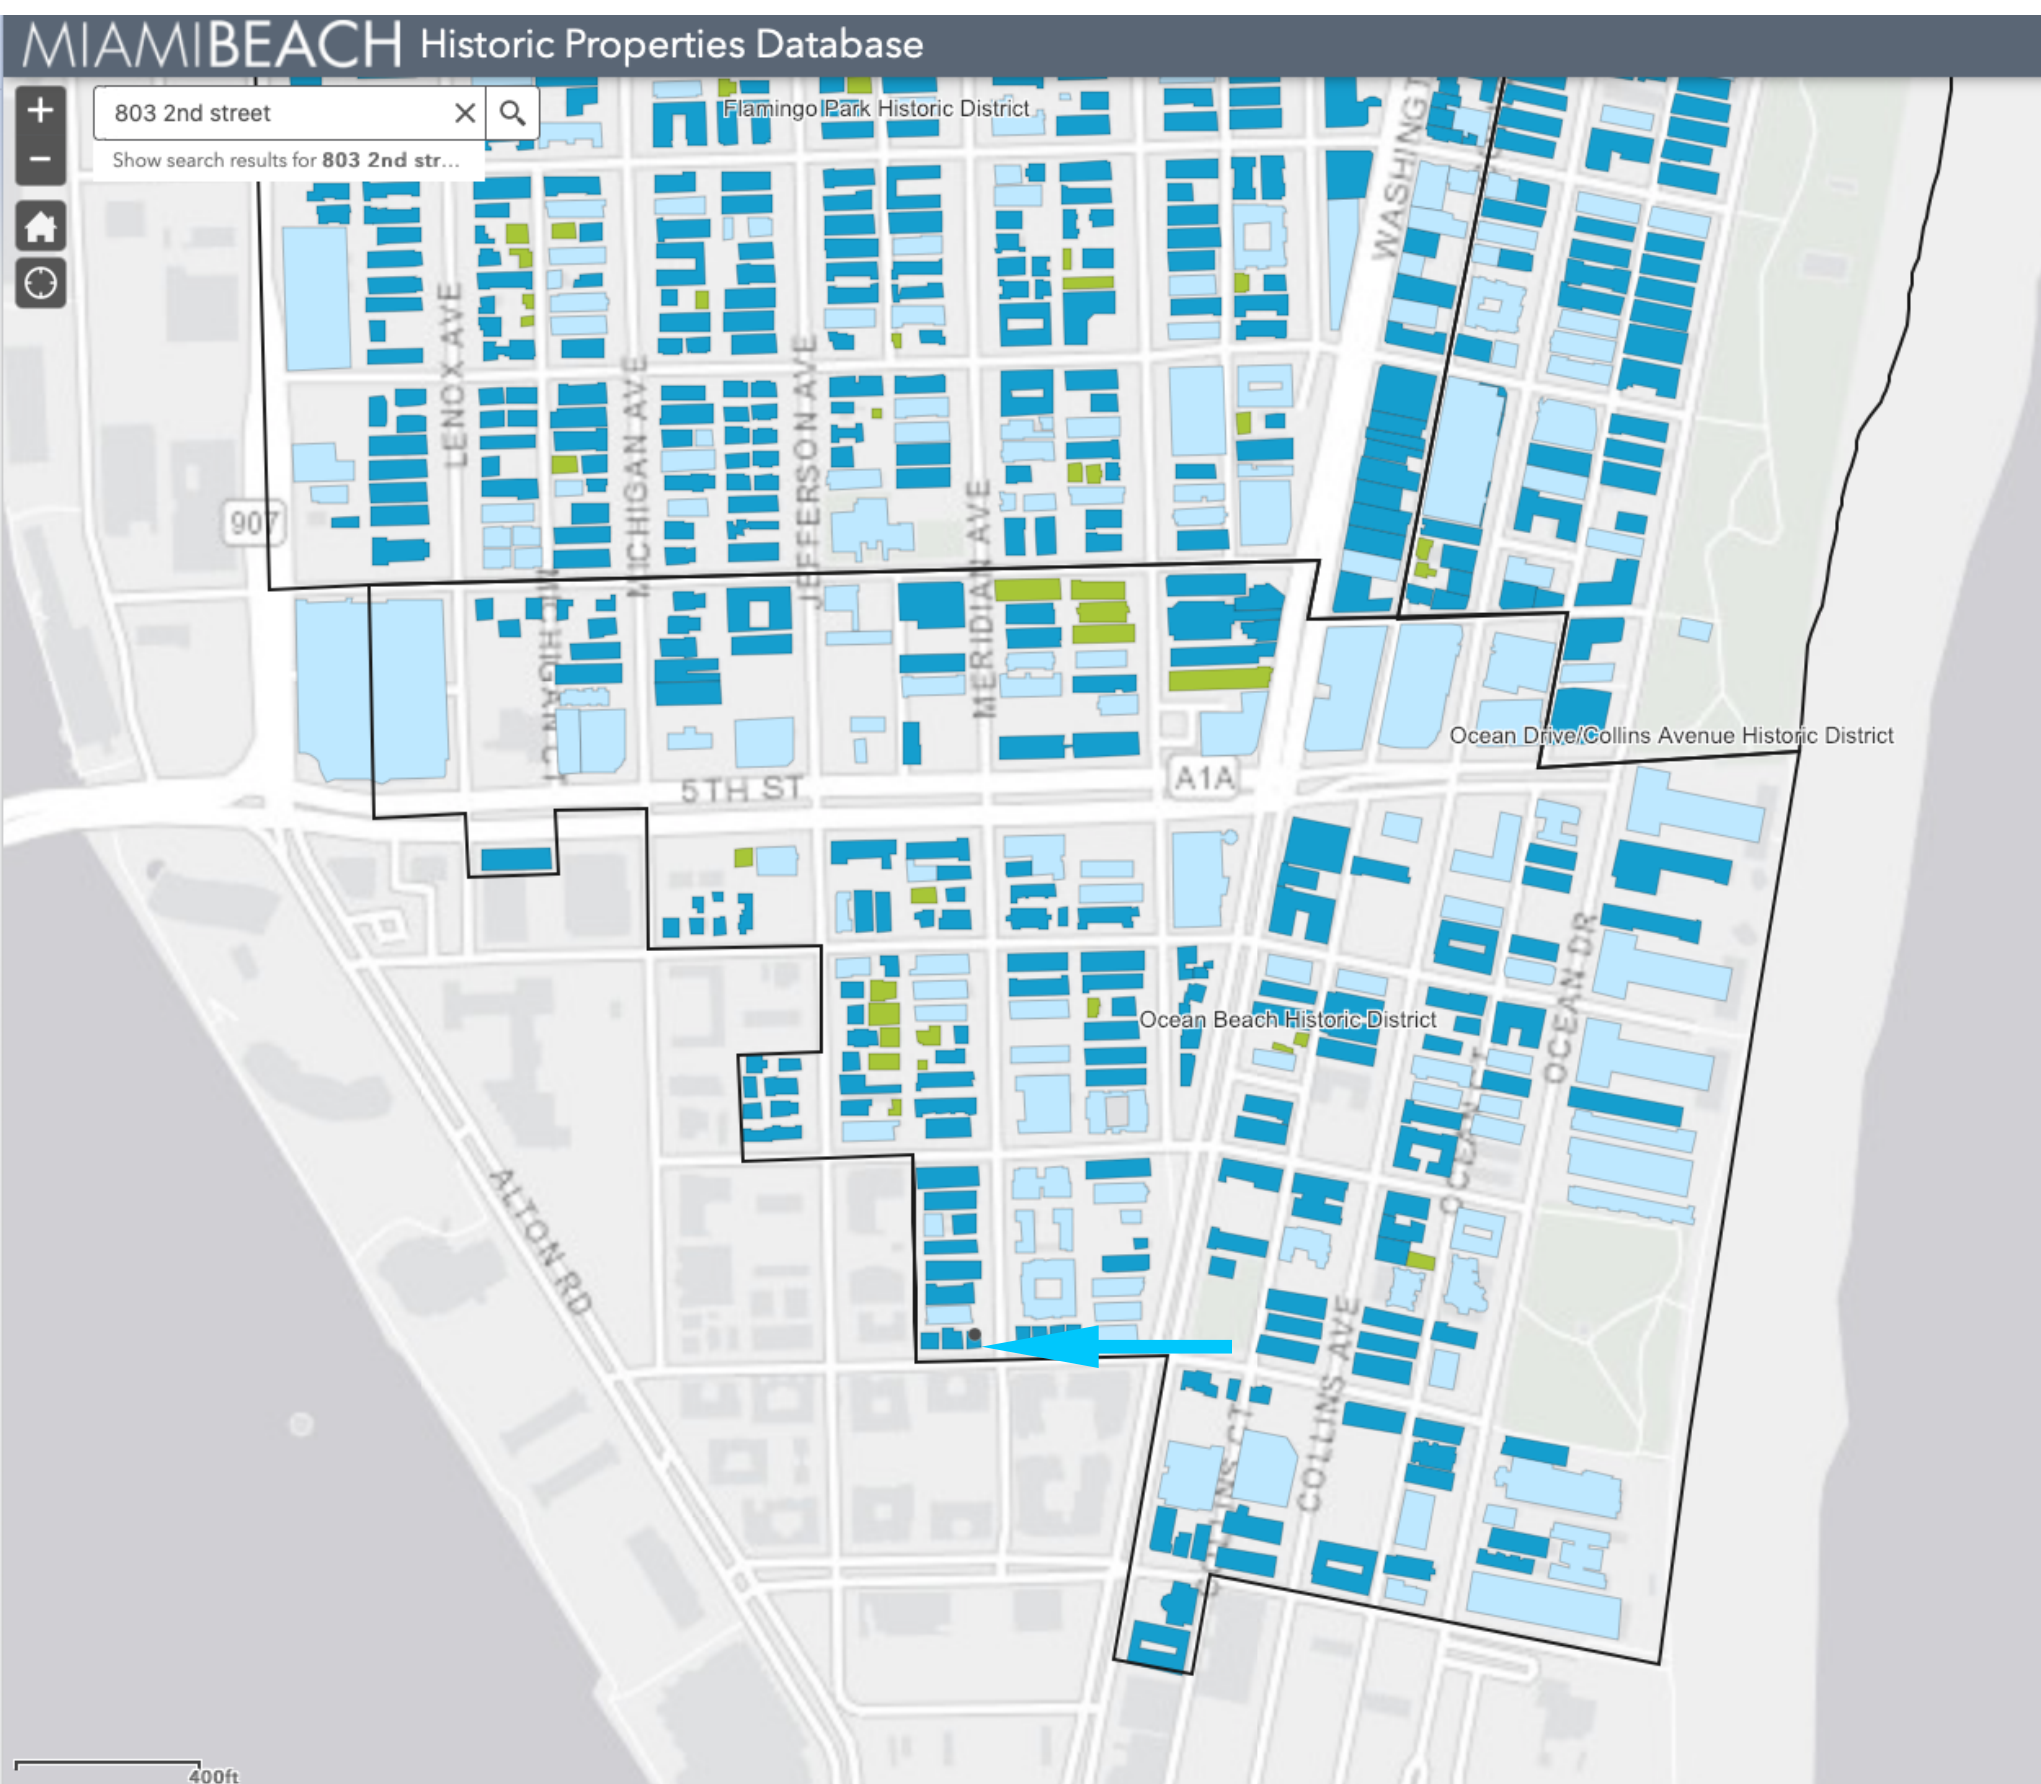 MIAMIBEACH Historic Properties Database
+
803 2nd street
Show search results for 803 2nd str...
−
Flamingo Park Historic District
WASHINGT
LENOX AVE
MICHIGAN AVE
JEFFERSON AVE
MERIDIAN AVE
907
MICHIGAN CT
Ocean Drive/Collins Avenue Historic District
5TH ST
A1A
OCEAN DR
Ocean Beach Historic District
OCEAN CT
ALTON RD
COLLINS AVE
COLLINS CT
400ft